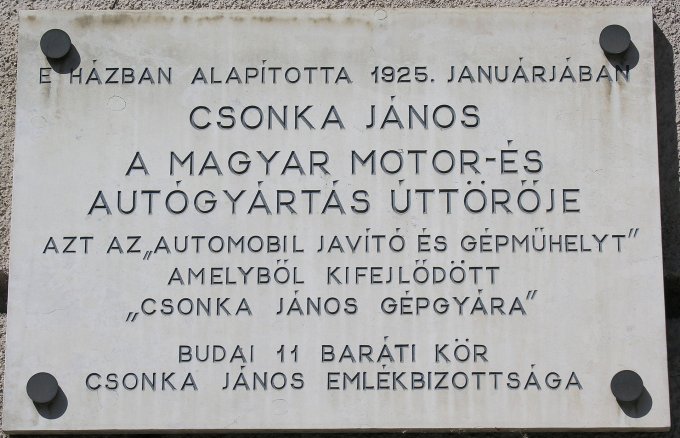 E HÁZBAN ALAPÍTOTTA 1925. JANUÁRJÁBAN
CSONKA JÁNOS
A MAGYAR MOTOR-ÉS
AUTÓGYÁRTÁS ÚTTÖRŐJE
AZT AZ „AUTOMOBIL JAVÍTÓ ÉS GÉPMŰHELYT”
AMELYBŐL KIFEJLŐDÖTT
„CSONKA JÁNOS GÉPGYÁRA”
BUDAI 11 BARÁTI KÖR
CSONKA JÁNOS EMLÉKBIZOTTSÁGA